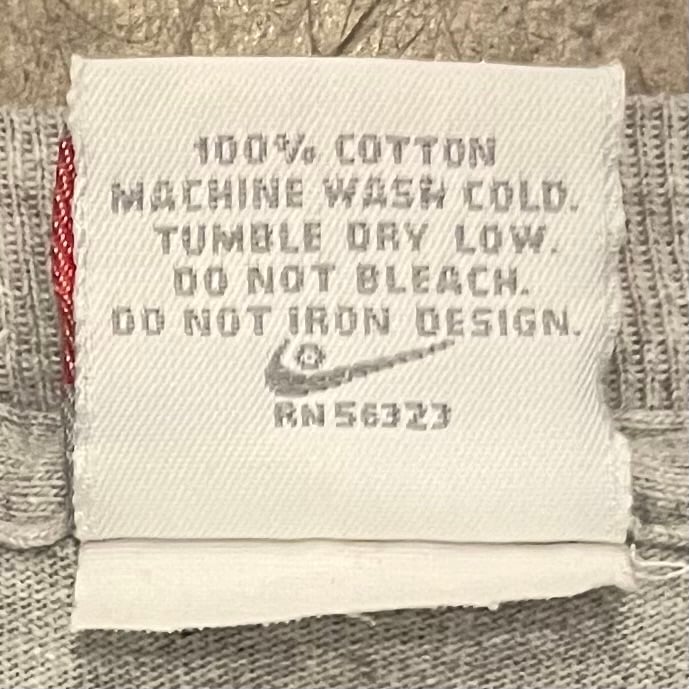 100% COTTON
MACHINE WASH COLD.
TUMBLE DRY LOW.
DO NOT BLEACH.
DO NOT IRON DESIGN.
®
RN 56323